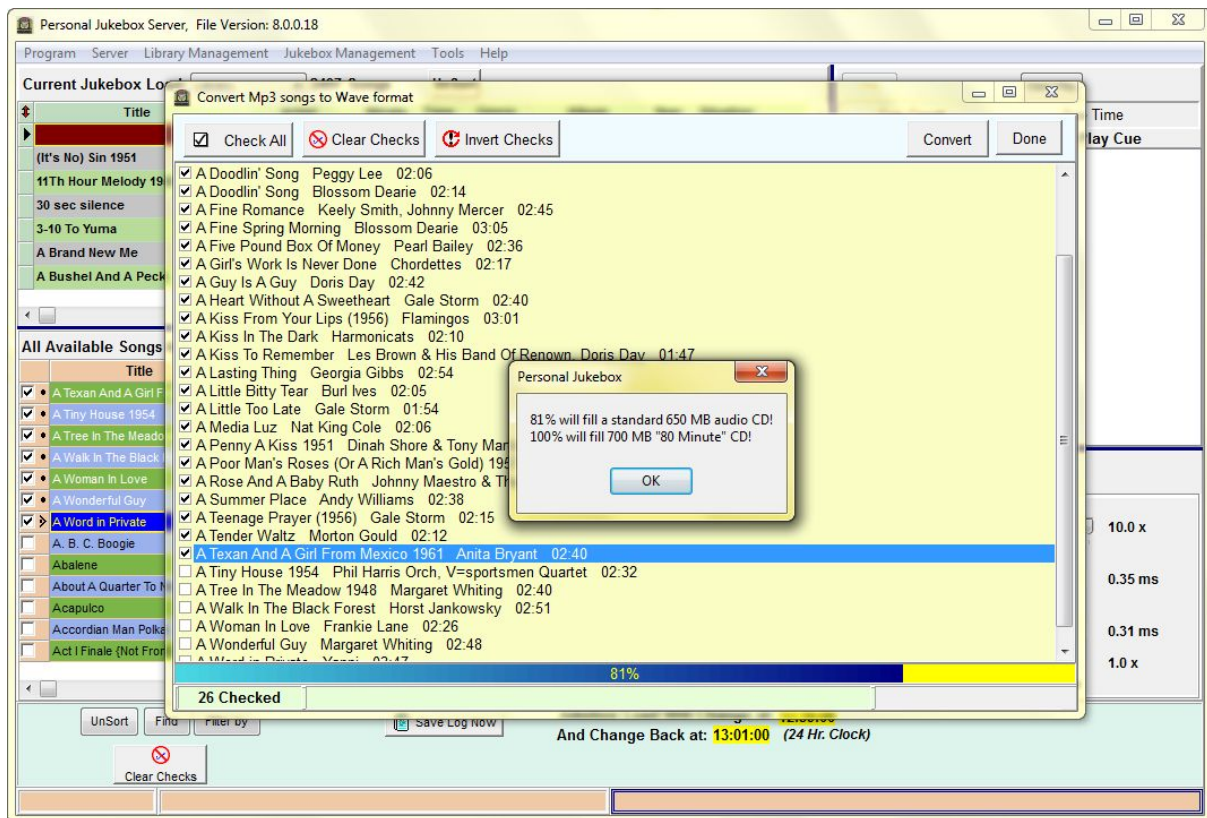 Personal Jukebox Server, File Version: 8.0.0.18
Program Server Library Management Jukebox Management Tools Help
Current Jukebox
Title
(It's No) Sin 1951
11Th Hour Melody
30 sec silence
3-10 To Yuma
A Brand New Me
A Bushel And A Peck
Time
Play Cue
Convert Mp3 songs to Wave format
Check All Clear Checks Invert Checks Convert Done
A Doodlin' Song Peggy Lee 02:06
A Doodlin' Song Blossom Dearie 02:14
A Fine Romance Keely Smith, Johnny Mercer 02:45
A Fine Spring Morning Blossom Dearie 03:05
A Five Pound Box Of Money Pearl Bailey 02:36
A Girl's Work Is Never Done Chordettes 02:17
A Guy Is A Guy Doris Day 02:42
A Heart Without A Sweetheart Gale Storm 02:40
A Kiss From Your Lips (1956) Flamingos 03:01
A Kiss In The Dark Harmonicats 02:10
A Kiss To Remember Les Brown & His Band Of Renown, Doris Day 01:47
A Lasting Thing Georgia Gibbs 02:54
A Little Bitty Tear Burl Ives 02:05
A Little Too Late Gale Storm 01:54
A Media Luz Nat King Cole 02:06
A Penny A Kiss 1951 Dinah Shore & Tony
A Poor Man's Roses (Or A Rich Man's Gold)
A Rose And A Baby Ruth Johnny Maestro &
A Summer Place Andy Williams 02:38
A Teenage Prayer (1956) Gale Storm 02:15
A Tender Waltz Morton Gould 02:12
A Texan And A Girl From Mexico 1961 Anita Bryant 02:40
A Tiny House 1954 Phil Harris Orch, V=sportsmen Quartet 02:32
A Tree In The Meadow 1948 Margaret Whiting 02:40
A Walk In The Black Forest Horst Jankowsky 02:51
A Woman In Love Frankie Lane 02:26
A Wonderful Guy Margaret Whiting 02:48
A Word in Private Yanni 02:47
81%
26 Checked
Personal Jukebox
81% will fill a standard 650 MB audio CD!
100% will fill 700 MB "80 Minute" CD!
OK
All Available Songs
Title
A Texan And A Girl
A Tiny House 1954
A Tree In The
A Walk In The Black
A Woman In Love
A Wonderful Guy
A Word in Private
A. B. C. Boogie
Abalene
About A Quarter To
Acapulco
Accordian Man Polka
Act I Finale {Not
10.0 x
0.35 ms
0.31 ms
1.0 x
UnSort Find Filter by Save Log Now
And Change Back at: 13:01:00 (24 Hr. Clock)
Clear Checks